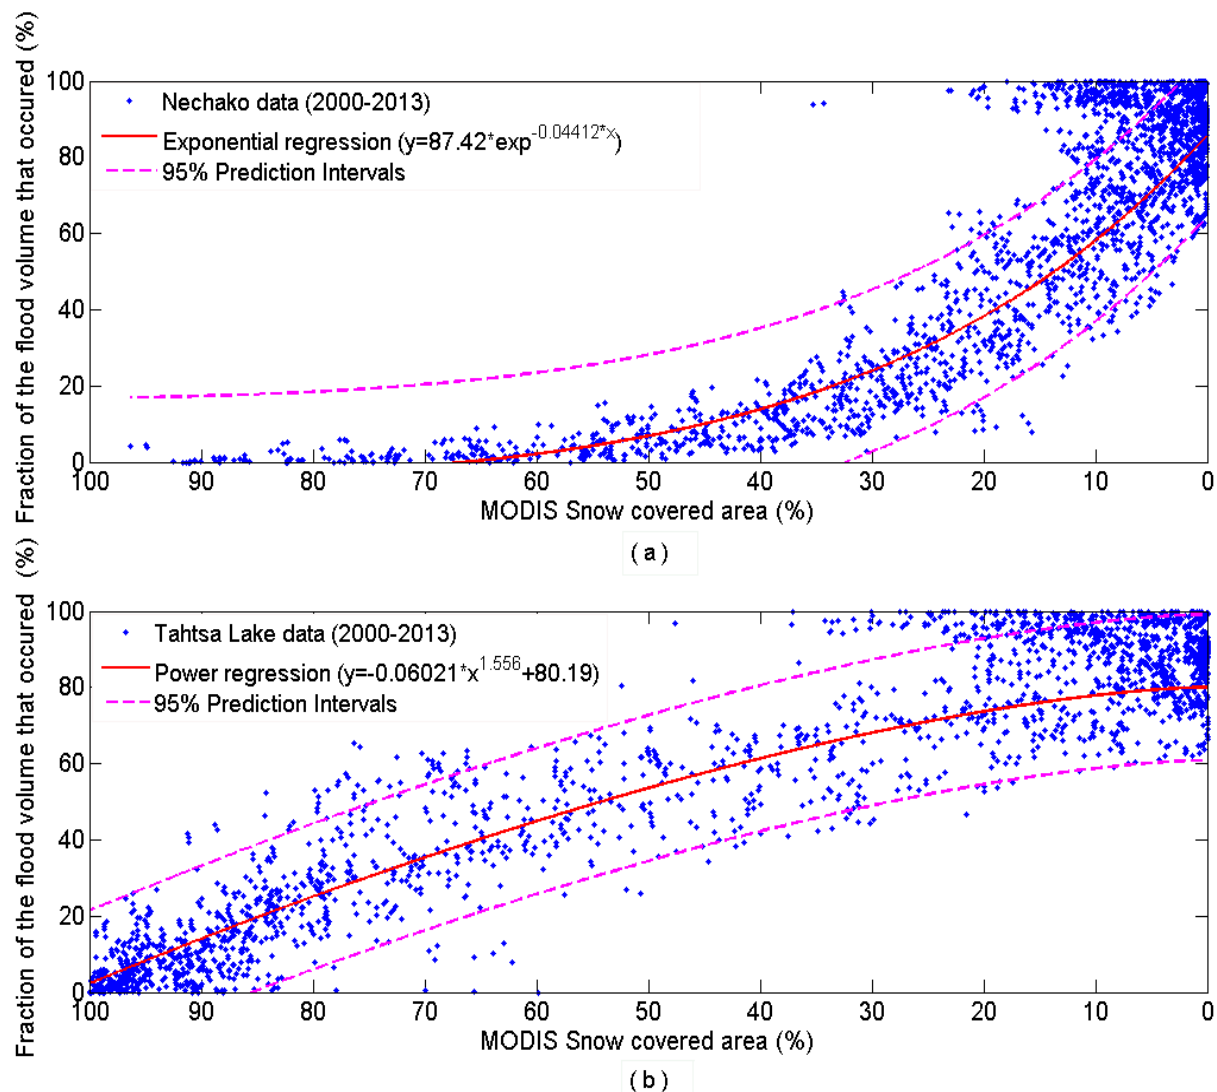 Fraction of the flood volume that occured (%)
100
80
60
40
20
0
Nechako data (2000-2013)
Exponential regression (y=87.42*exp-0.04412*x)
95% Prediction Intervals
100 90 80 70 60 50 40 30 20 10 0
MODIS Snow covered area (%)
(a)
Fraction of the flood volume that occured (%)
100
80
60
40
20
0
Tahtsa Lake data (2000-2013)
Power regression (y=-0.06021*x1.556+80.19)
95% Prediction Intervals
100 90 80 70 60 50 40 30 20 10 0
MODIS Snow covered area (%)
(b)